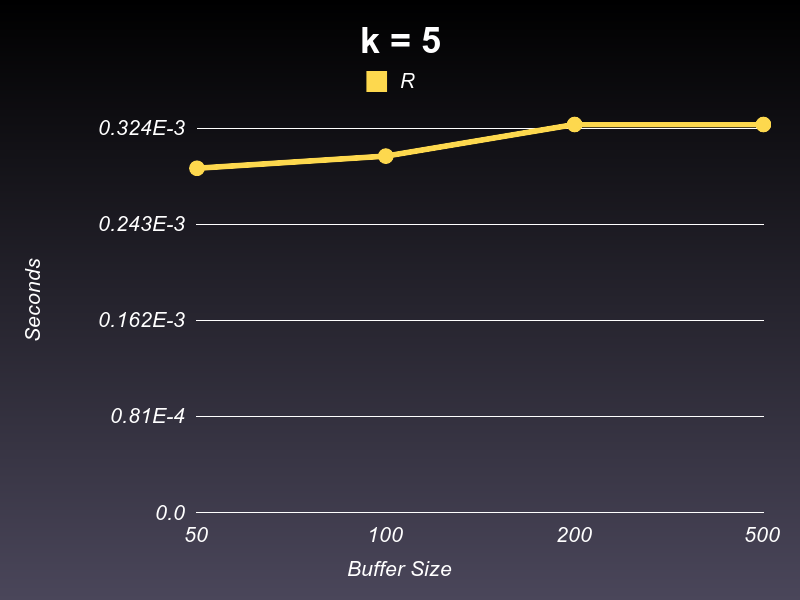 k = 5
R
0.324E-3
0.243E-3
0.162E-3
0.81E-4
0.0
Seconds
50 100 200 500
Buffer Size